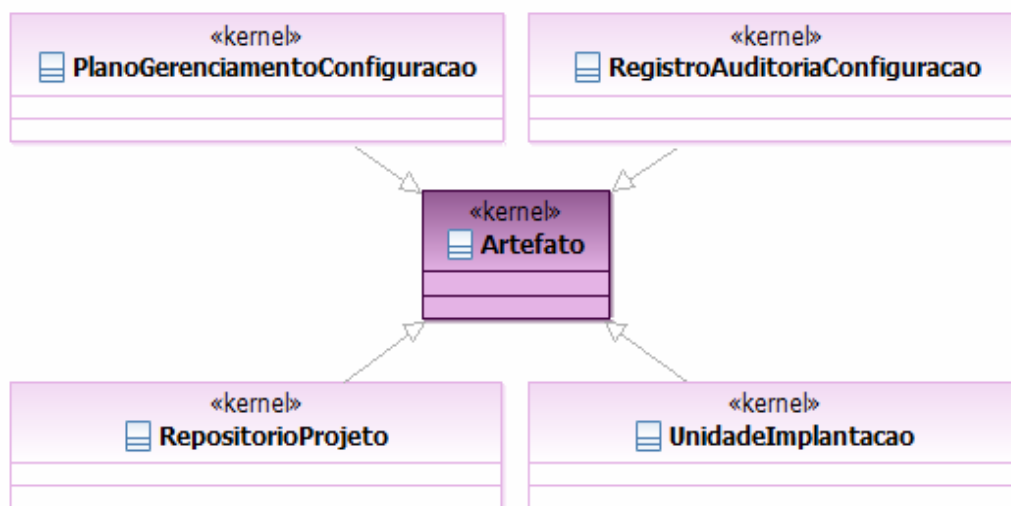 «kernel»
PlanoGerenciamentoConfiguracao
«kernel»
RegistroAuditoriaConfiguracao
«kernel»
Artefato
«kernel»
RepositorioProjeto
«kernel»
UnidadeImplantacao